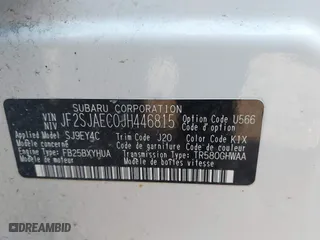 SUBARU CORPORATION
VIN NIV JF2SJAEC0JH446815 Option Code U566
Code d'option
Applied Model SJ9EY4C Trim Code J20 Color Code K1X
Modèle concerné Code de garniture Code de couleur
Engine Type FB25BXYHUA Transmission Type TR580GHWAA
Modèle de moteur Modèle de boîtes vitesse